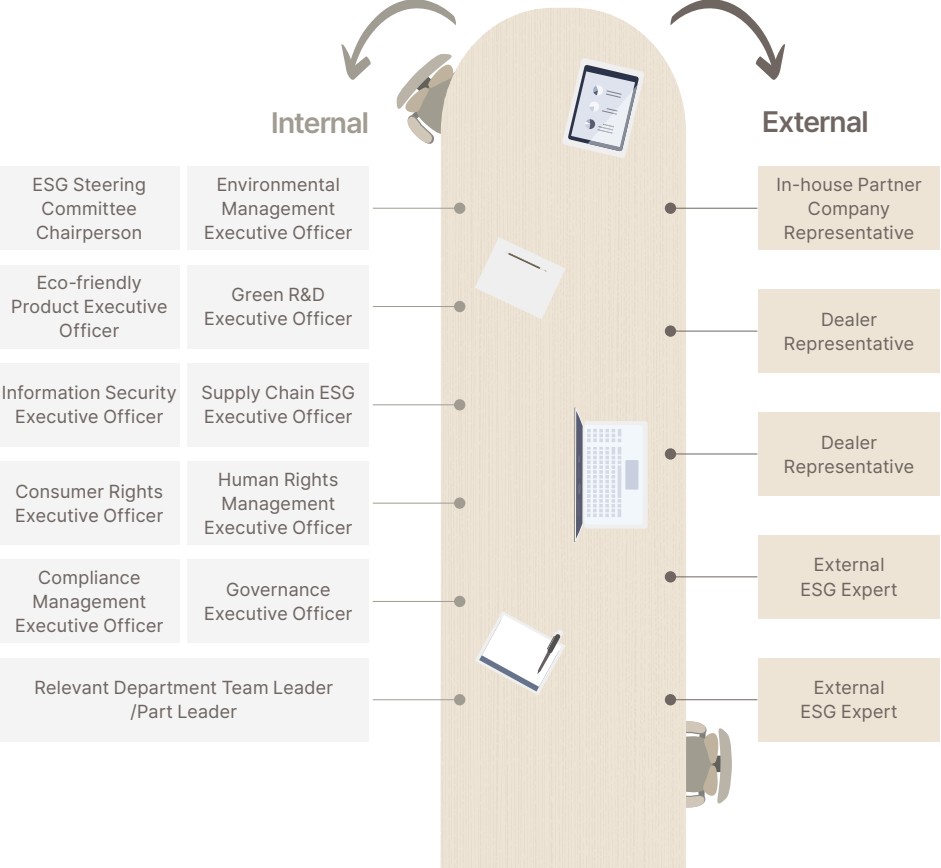 Internal
External
ESG Steering
Committee
Chairperson
Environmental
Management
Executive Officer
Eco-friendly
Product Executive
Officer
Green R&D
Executive Officer
Information Security
Executive Officer
Supply Chain ESG
Executive Officer
Consumer Rights
Executive Officer
Human Rights
Management
Executive Officer
Compliance
Management
Executive Officer
Governance
Executive Officer
Relevant Department Team Leader
/Part Leader
In-house Partner
Company
Representative
Dealer
Representative
Dealer
Representative
External
ESG Expert
External
ESG Expert